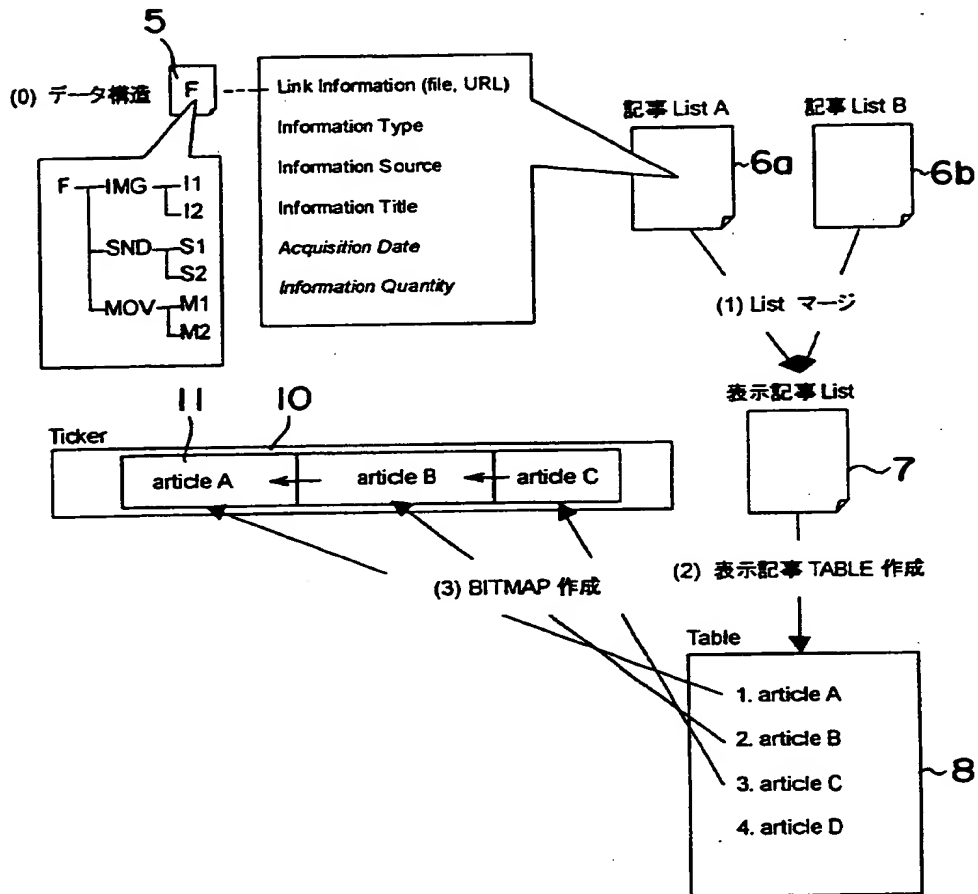 5
(0) データ構造
F
Link Information (file, URL)
Information Type
Information Source
Information Title
Acquisition Date
Information Quantity
F IMG I1
I2
SND S1
S2
MOV M1
M2
記事 List A
記事 List B
6a
6b
(1) List マージ
表示記事 List
7
11
10
Ticker
article A
article B
article C
(2) 表示記事 TABLE 作成
(3) BITMAP 作成
Table
1. article A
2. article B
3. article C
4. article D
8